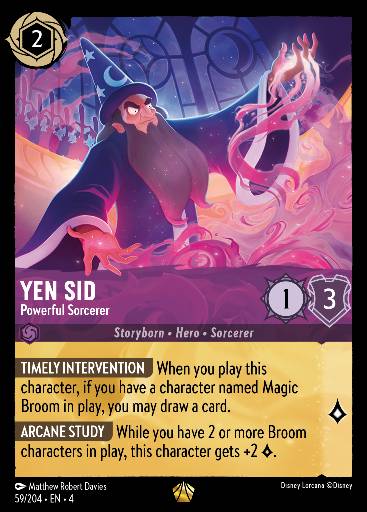 2
YEN SID
Powerful Sorcerer
1
3
Storyborn • Hero • Sorcerer
TIMELY INTERVENTION When you play this
character, if you have a character named Magic
Broom in play, you may draw a card.
ARCANE STUDY While you have 2 or more Broom
characters in play, this character gets +2 .
Matthew Robert Davies
Disney Lorcana ©Disney
59/204 • EN • 4